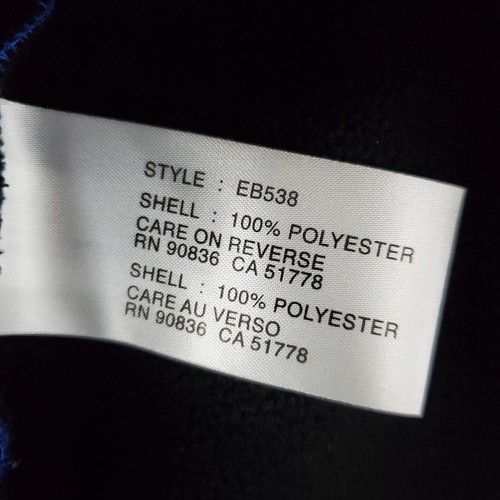 STYLE : EB538
SHELL : 100% POLYESTER
CARE ON REVERSE
RN 90836 CA 51778
SHELL : 100% POLYESTER
CARE AU VERSO
RN 90836 CA 51778